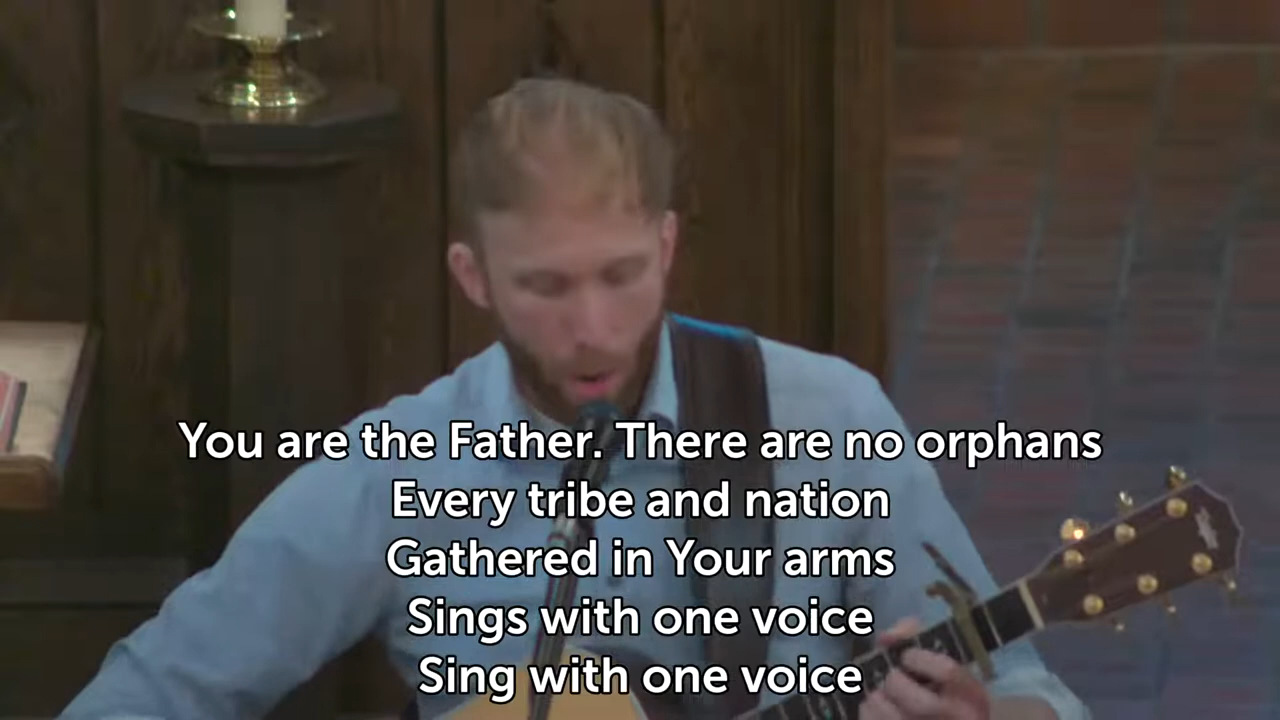 You are the Father. There are no orphans
Every tribe and nation
Gathered in Your arms
Sings with one voice
Sing with one voice